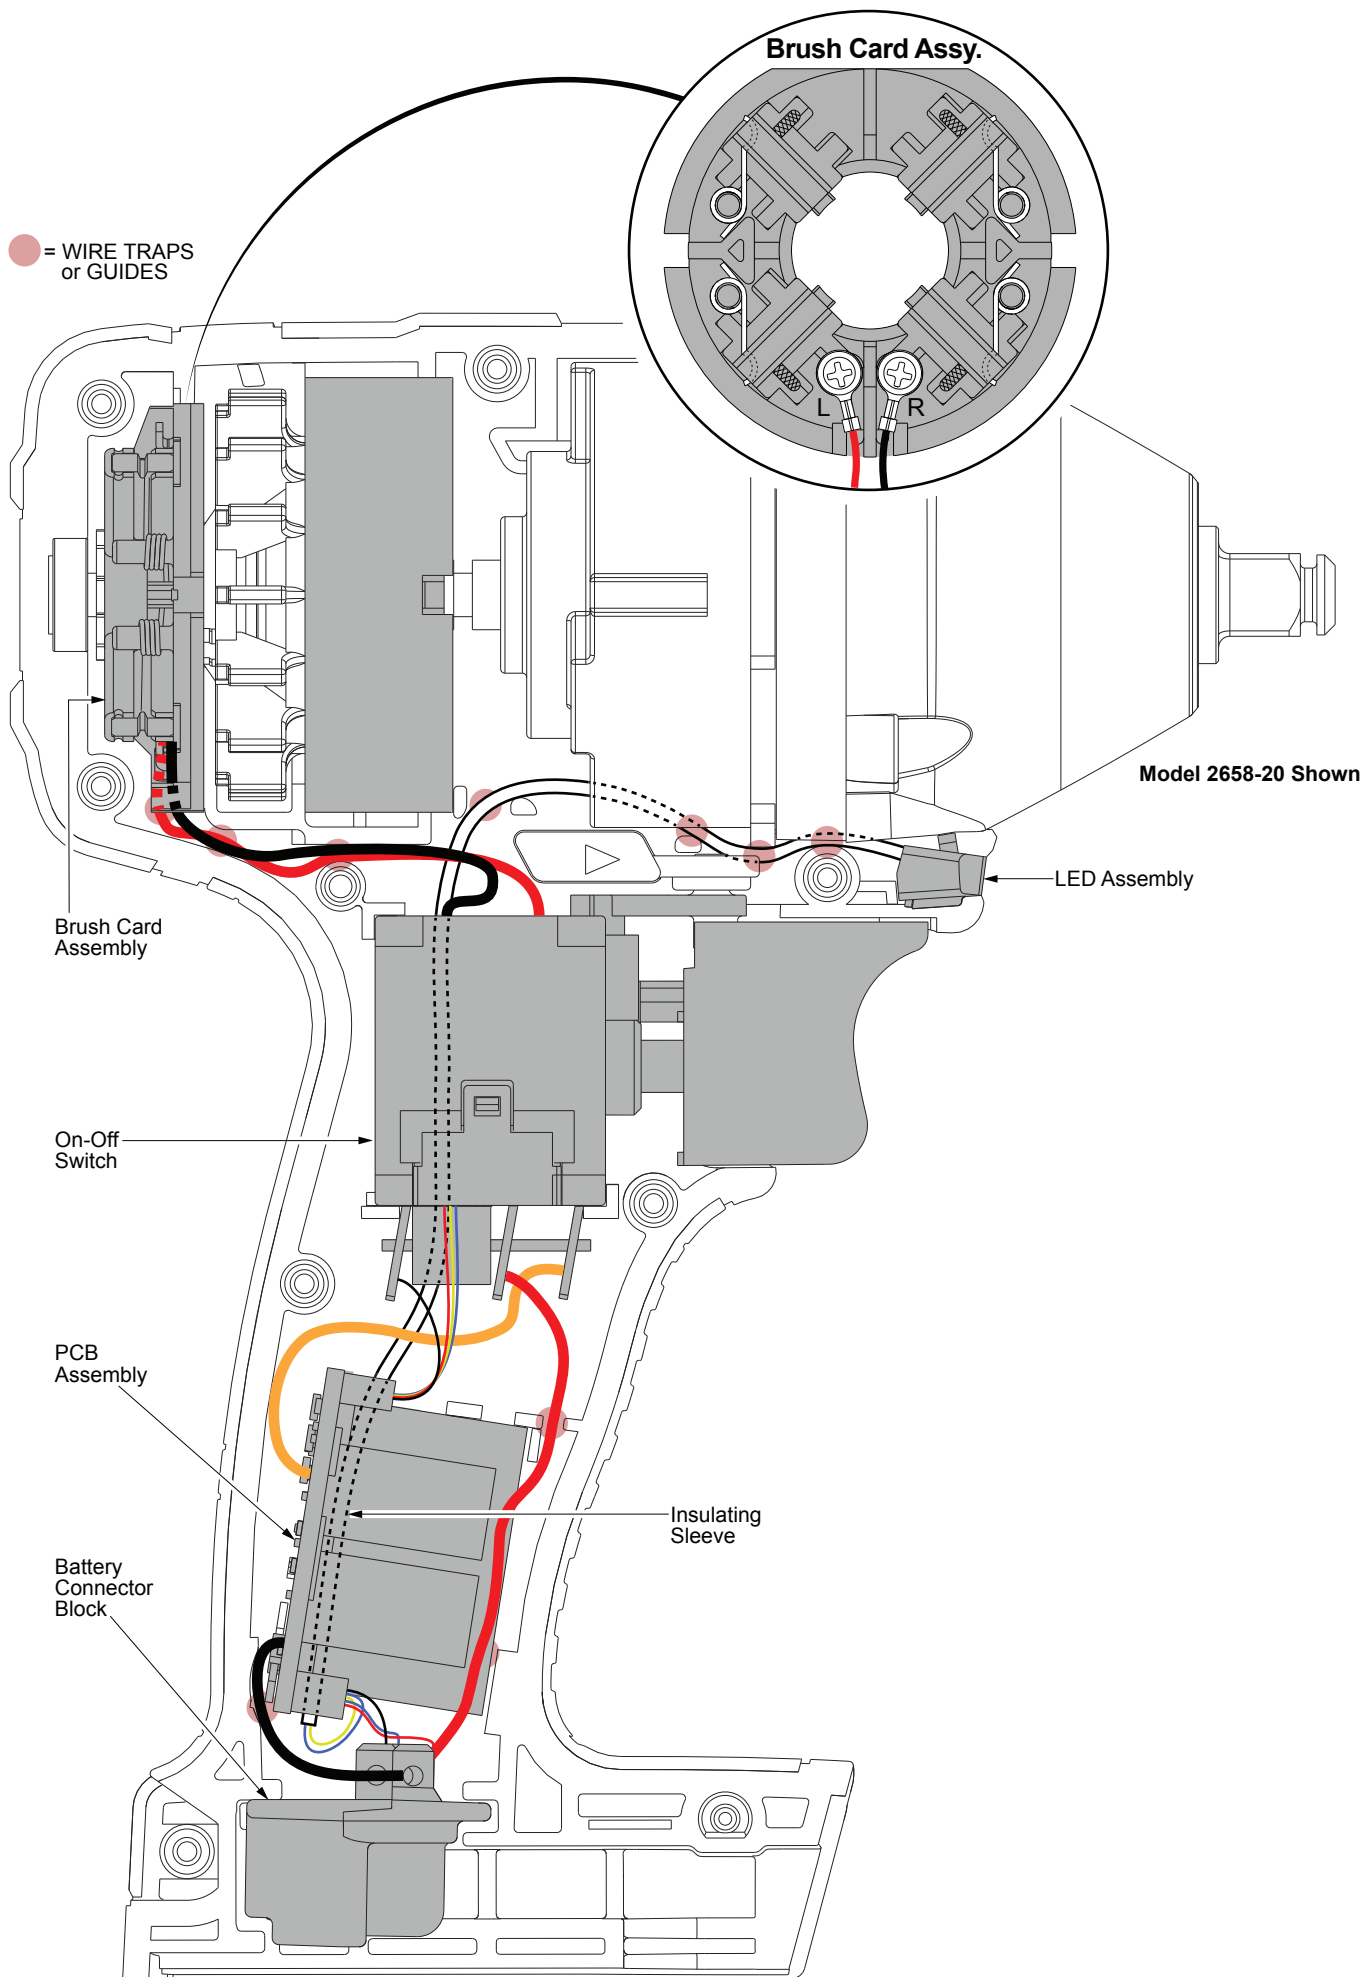 Brush Card Assy.
= WIRE TRAPS
or GUIDES
L
R
Model 2658-20 Shown
LED Assembly
Brush Card
Assembly
On-Off
Switch
PCB
Assembly
Insulating
Sleeve
Battery
Connector
Block